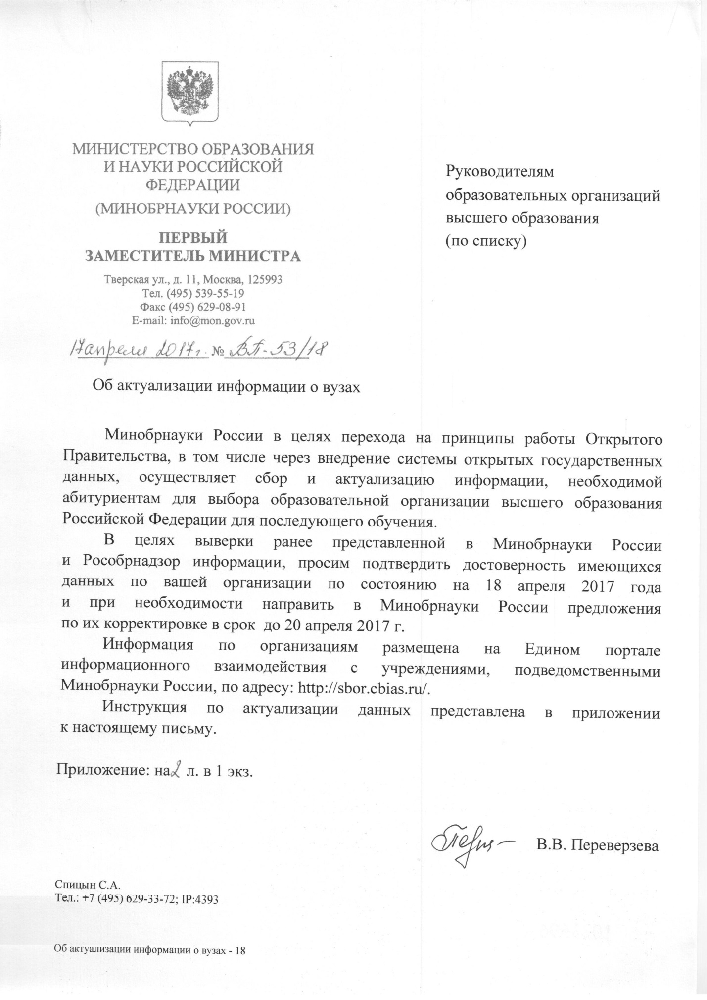 МИНИСТЕРСТВО ОБРАЗОВАНИЯ
И НАУКИ РОССИЙСКОЙ
ФЕДЕРАЦИИ
(МИНОБРНАУКИ РОССИИ)
ПЕРВЫЙ
ЗАМЕСТИТЕЛЬ МИНИСТРА
Тверская ул., д. 11, Москва, 125993
Тел. (495) 539-55-19
Факс (495) 629-08-91
E-mail: info@mon.gov.ru
17 апреля 2017 г. № ВП-53/18
Руководителям
образовательных организаций
высшего образования
(по списку)
Об актуализации информации о вузах
Минобрнауки России в целях перехода на принципы работы Открытого
Правительства, в том числе через внедрение системы открытых государственных
данных, осуществляет сбор и актуализацию информации, необходимой
абитуриентам для выбора образовательной организации высшего образования
Российской Федерации для последующего обучения.
В целях выверки ранее представленной в Минобрнауки России
и Рособрнадзор информации, просим подтвердить достоверность имеющихся
данных по вашей организации по состоянию на 18 апреля 2017 года
и при необходимости направить в Минобрнауки России предложения
по их корректировке в срок до 20 апреля 2017 г.
Информация по организациям размещена на Едином портале
информационного взаимодействия с учреждениями, подведомственными
Минобрнауки России, по адресу: http://sbor.cbias.ru/.
Инструкция по актуализации данных представлена в приложении
к настоящему письму.
Приложение: на 2 л. в 1 экз.
В.В. Переверзева
Спицын С.А.
Тел.: +7 (495) 629-33-72; IP:4393
Об актуализации информации о вузах - 18